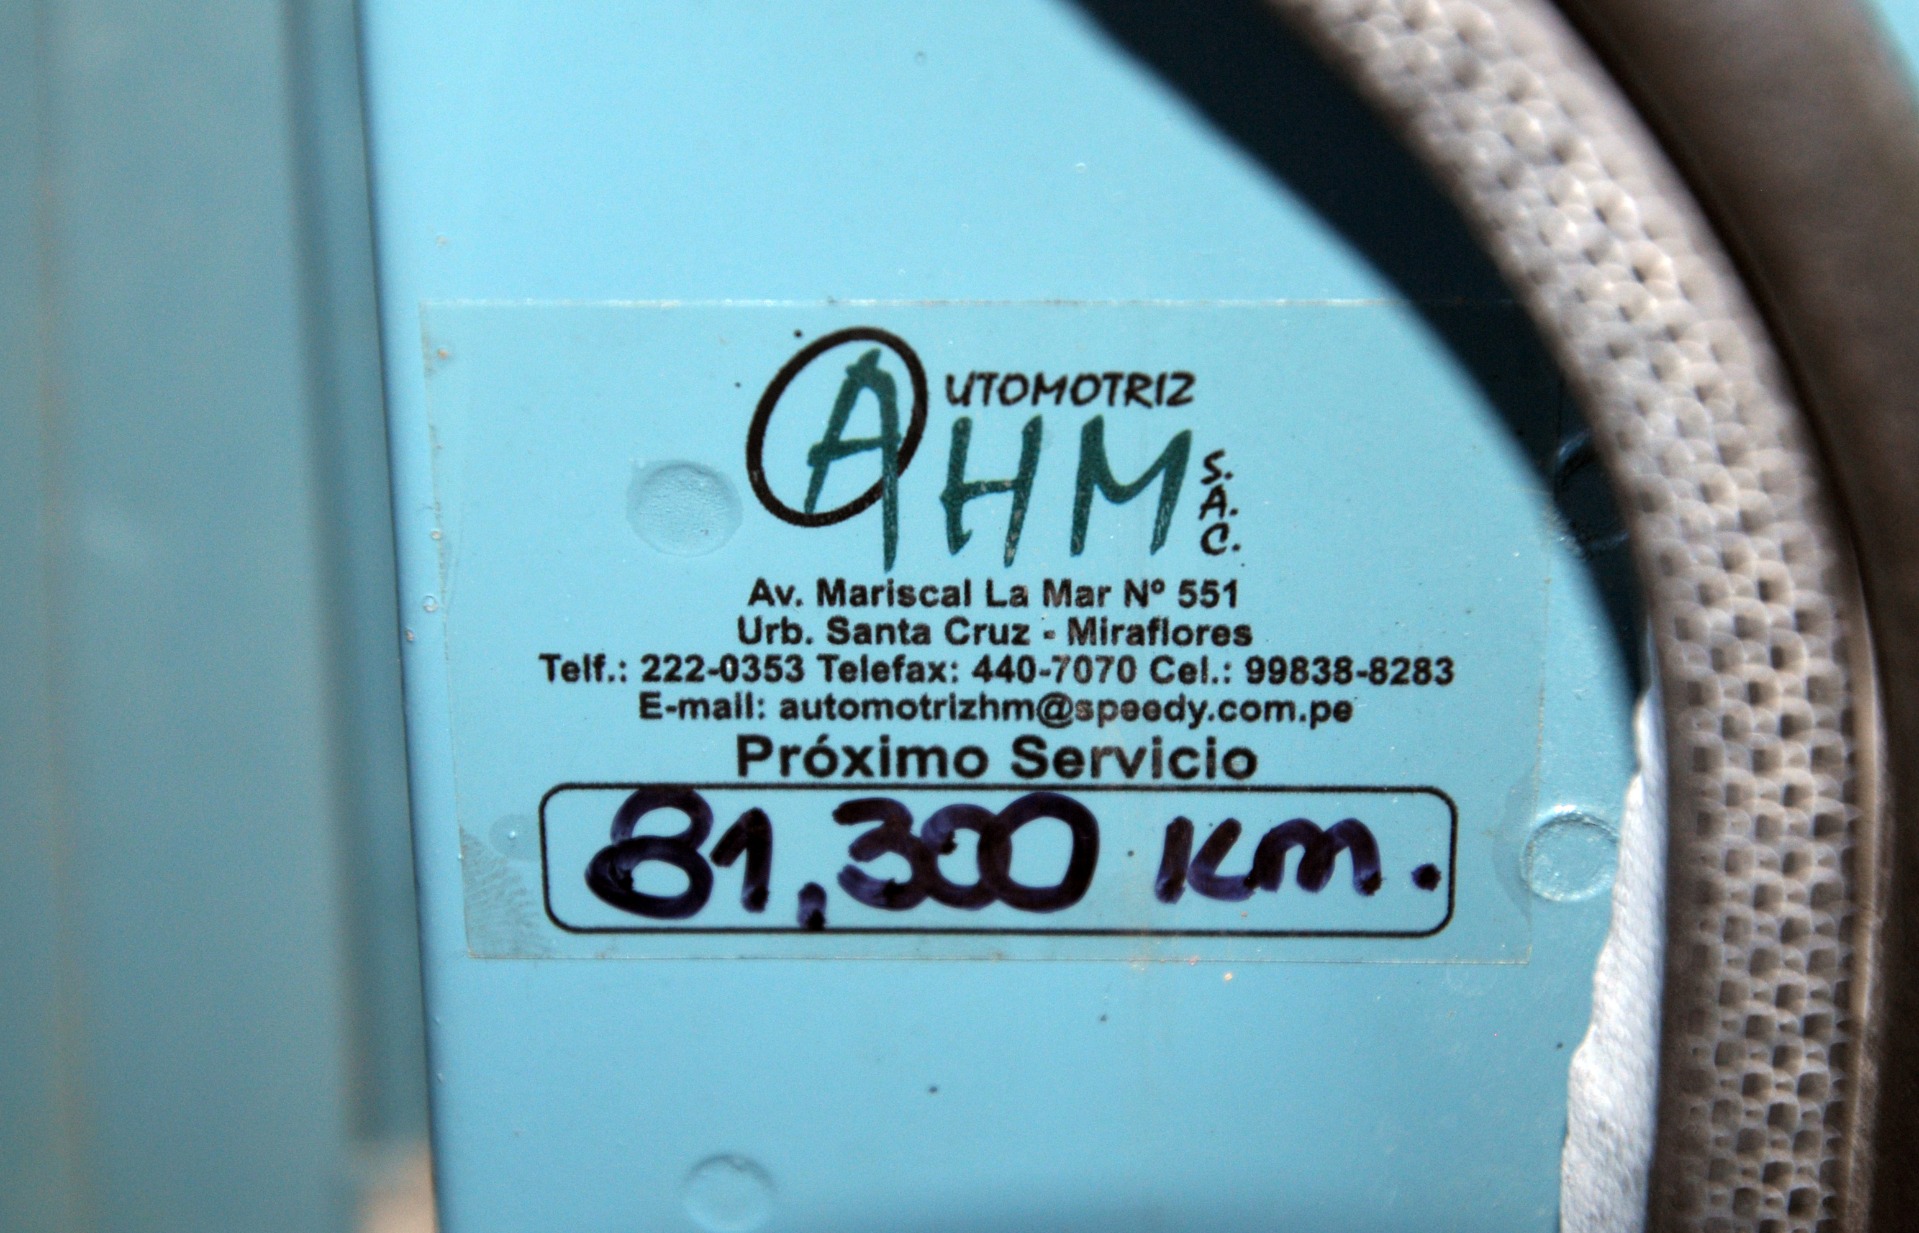 AUTOMOTRIZ
HM S.A.C.
Av. Mariscal La Mar Nº 551
Urb. Santa Cruz - Miraflores
Telf.: 222-0353 Telefax: 440-7070 Cel.: 99838-8283
E-mail: automotrizhm@speedy.com.pe
Próximo Servicio
81,300 Km.